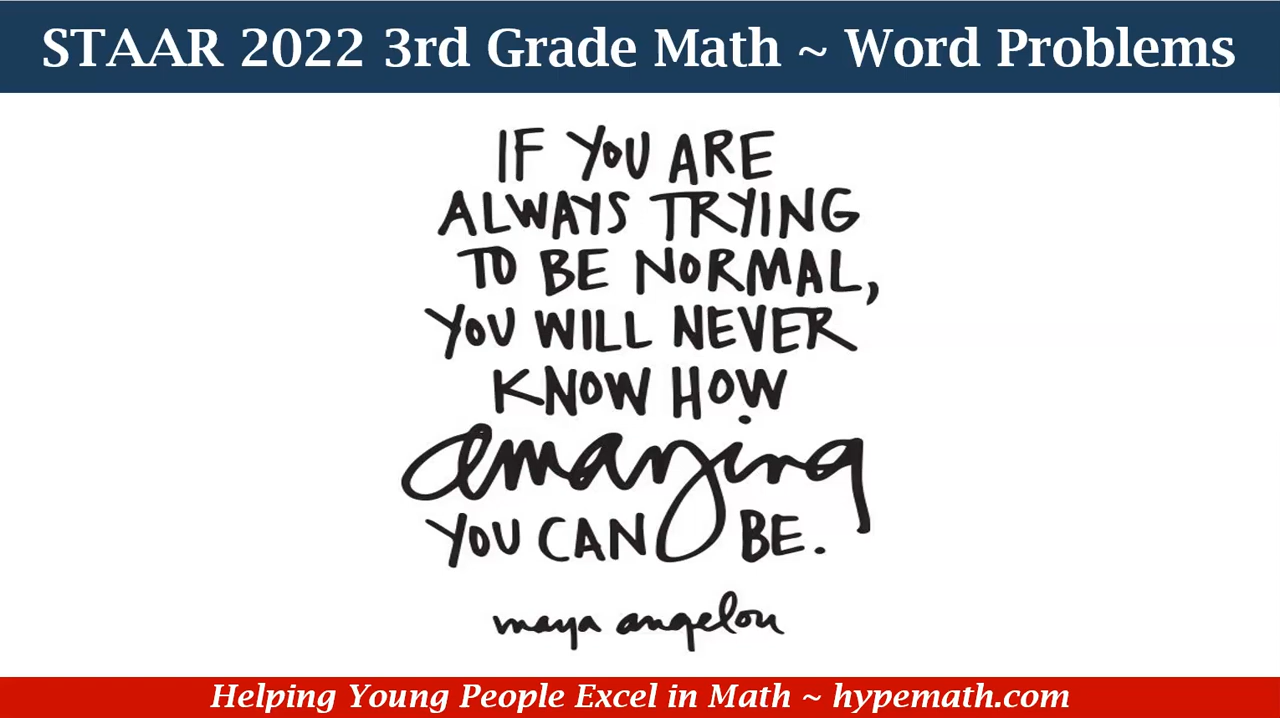 STAAR 2022 3rd Grade Math ~ Word Problems
IF YOU ARE
ALWAYS TRYING
TO BE NORMAL,
YOU WILL NEVER
KNOW HOW
amazing
YOU CAN BE.
maya angelou
Helping Young People Excel in Math ~ hypemath.com